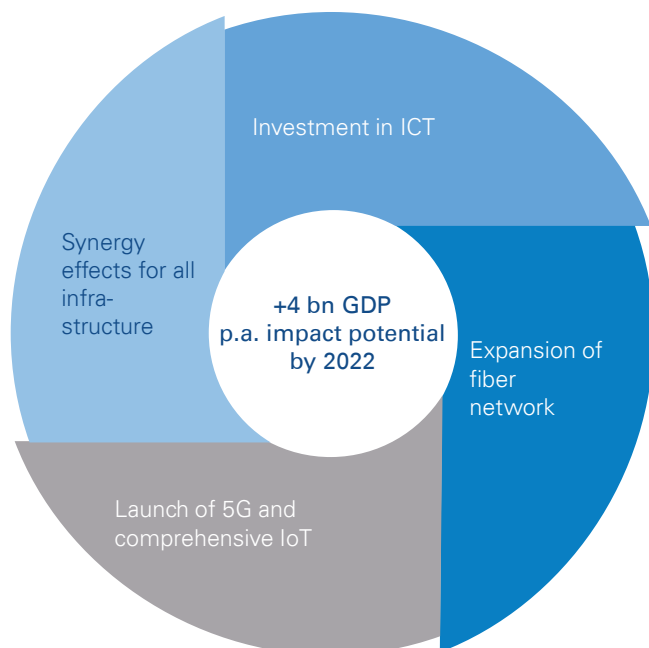 Investment in ICT
Synergy
effects for all
infra-
structure
+4 bn GDP
p.a. impact potential
by 2022
Expansion of
fiber
network
Launch of 5G and
comprehensive IoT